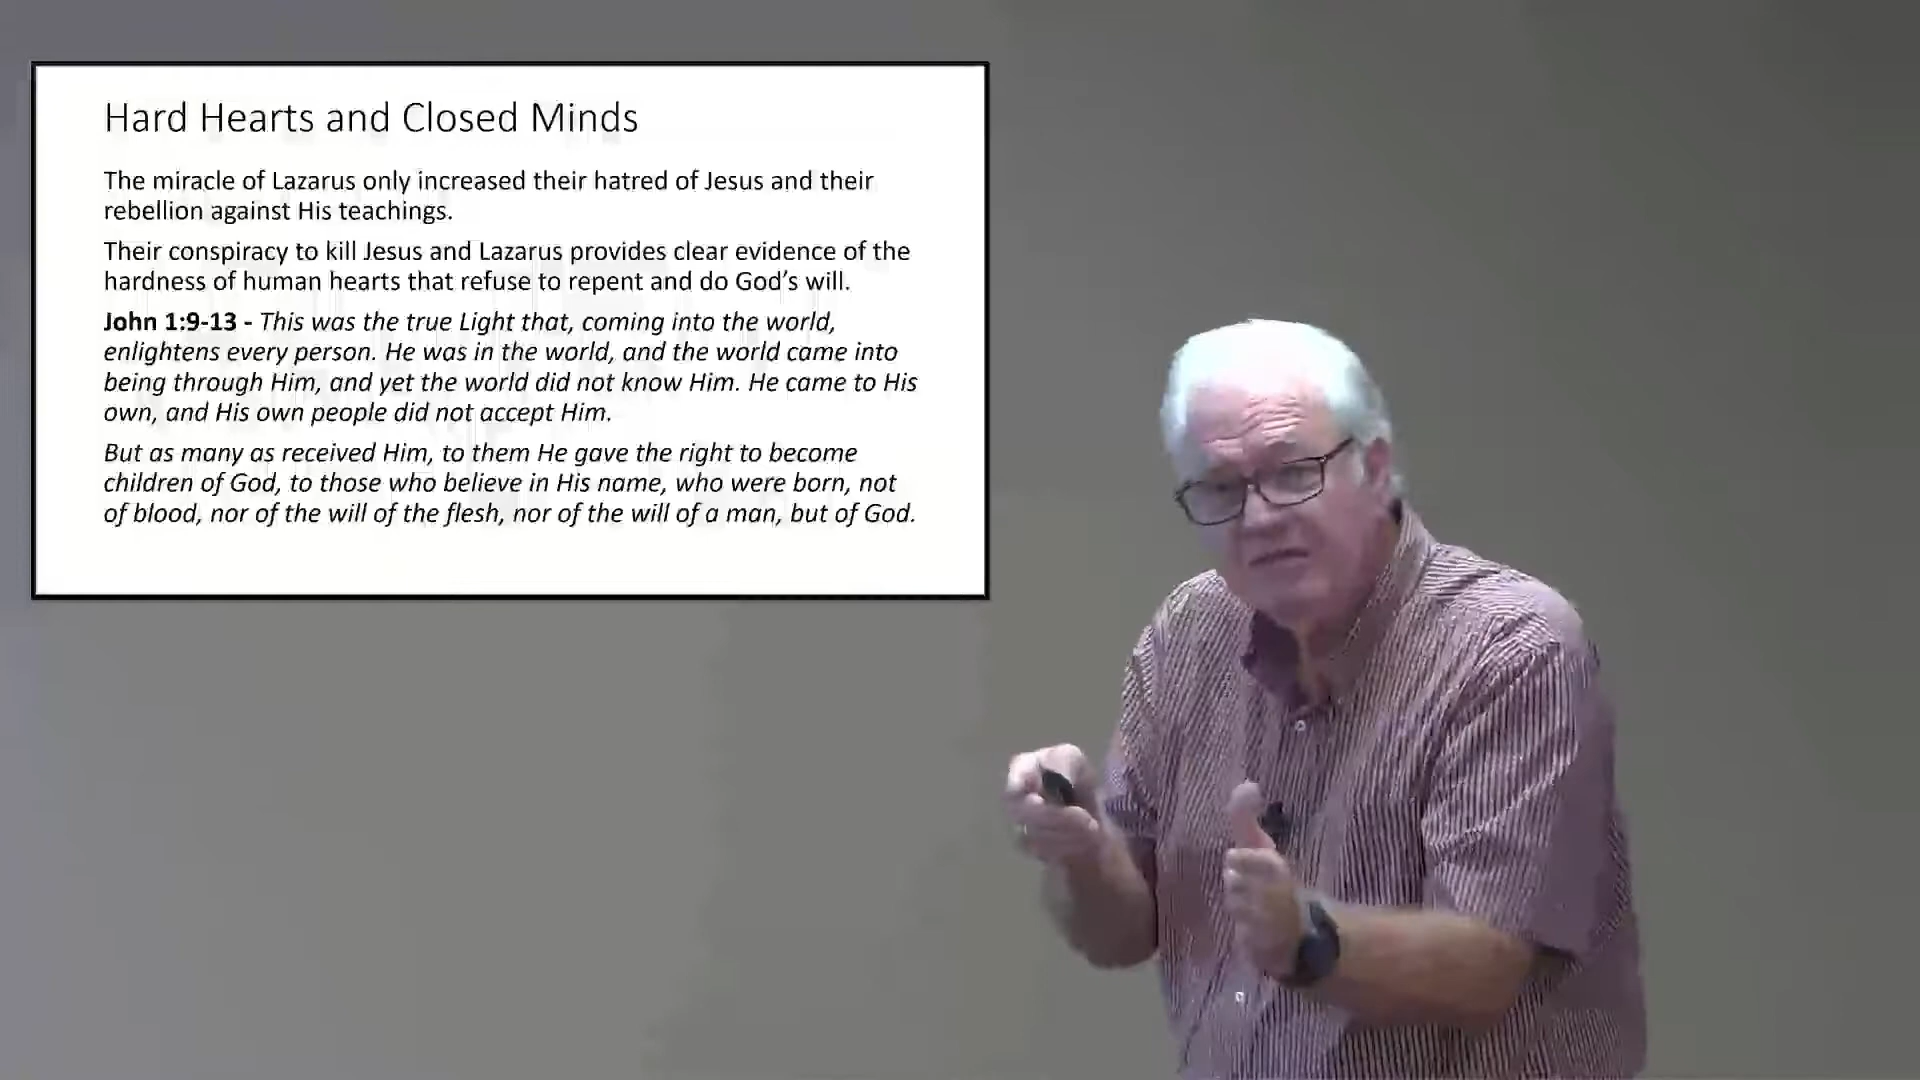 Hard Hearts and Closed Minds
The miracle of Lazarus only increased their hatred of Jesus and their
rebellion against His teachings.
Their conspiracy to kill Jesus and Lazarus provides clear evidence of the
hardness of human hearts that refuse to repent and do God’s will.
John 1:9-13 - This was the true Light that, coming into the world,
enlightens every person. He was in the world, and the world came into
being through Him, and yet the world did not know Him. He came to His
own, and His own people did not accept Him.
But as many as received Him, to them He gave the right to become
children of God, to those who believe in His name, who were born, not
of blood, nor of the will of the flesh, nor of the will of a man, but of God.